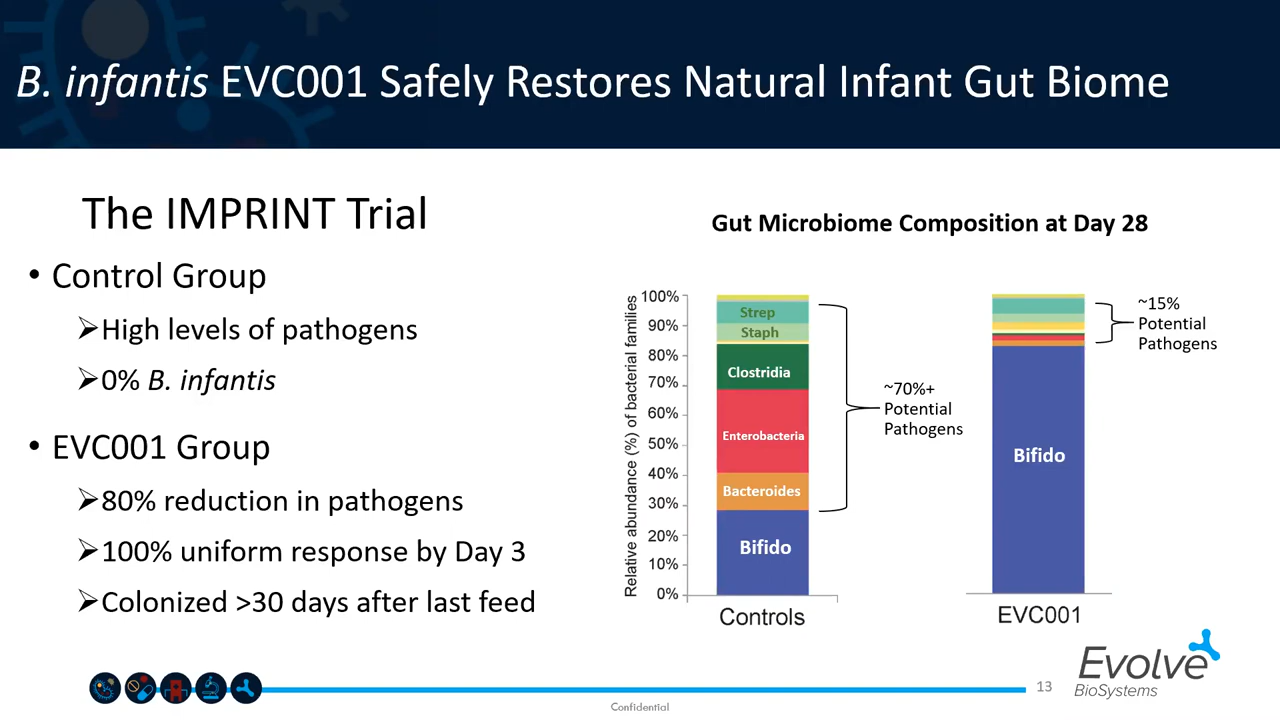 B. infantis EVC001 Safely Restores Natural Infant Gut Biome
The IMPRINT Trial
• Control Group
➢High levels of pathogens
➢0% B. infantis
• EVC001 Group
➢80% reduction in pathogens
➢100% uniform response by Day 3
➢Colonized >30 days after last feed
Gut Microbiome Composition at Day 28
Relative abundance (%) of bacterial families
100%
90%
80%
70%
60%
50%
40%
30%
20%
10%
0%
Strep
Staph
Clostridia
Enterobacteria
Bacteroides
Bifido
Controls
~70%+
Potential
Pathogens
Bifido
EVC001
~15%
Potential
Pathogens
Evolve
BioSystems
13
Confidential